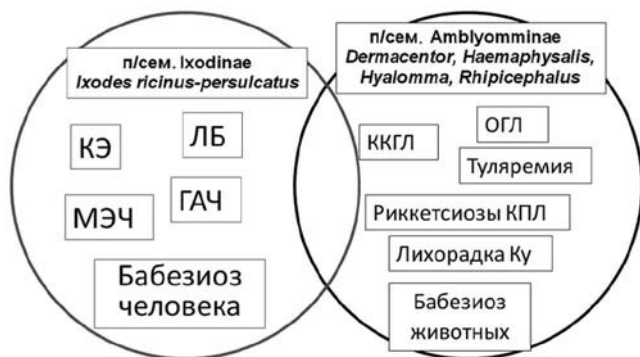 п/сем. Ixodinae
Ixodes ricinus-persulcatus
КЭ
ЛБ
МЭЧ
ГАЧ
Бабезиоз
человека
п/сем. Amblyomminae
Dermacentor, Haemaphysalis,
Hyalomma, Rhipicephalus
ККГЛ
ОГЛ
Туляремия
Риккетсиозы КПЛ
Лихорадка Ку
Бабезиоз
животных